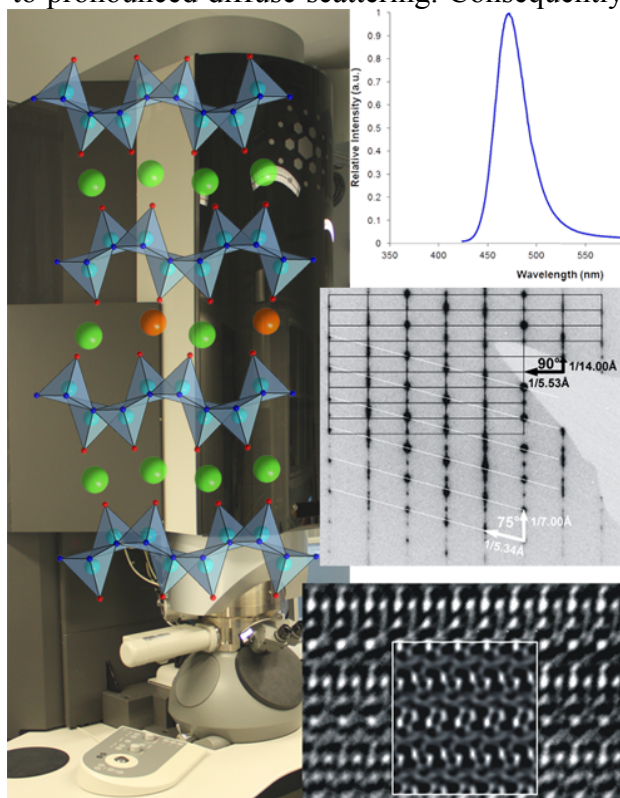 to pronounced diffuse scattering. Consequently
Relative Intensity (a.u.)
1
0.9
0.8
0.7
0.6
0.5
0.4
0.3
0.2
0.1
0
350
400
450
500
550
Wavelength (nm)
90°
1/14.00Å
1/5.53Å
75°
1/7.00Å
1/5.34Å